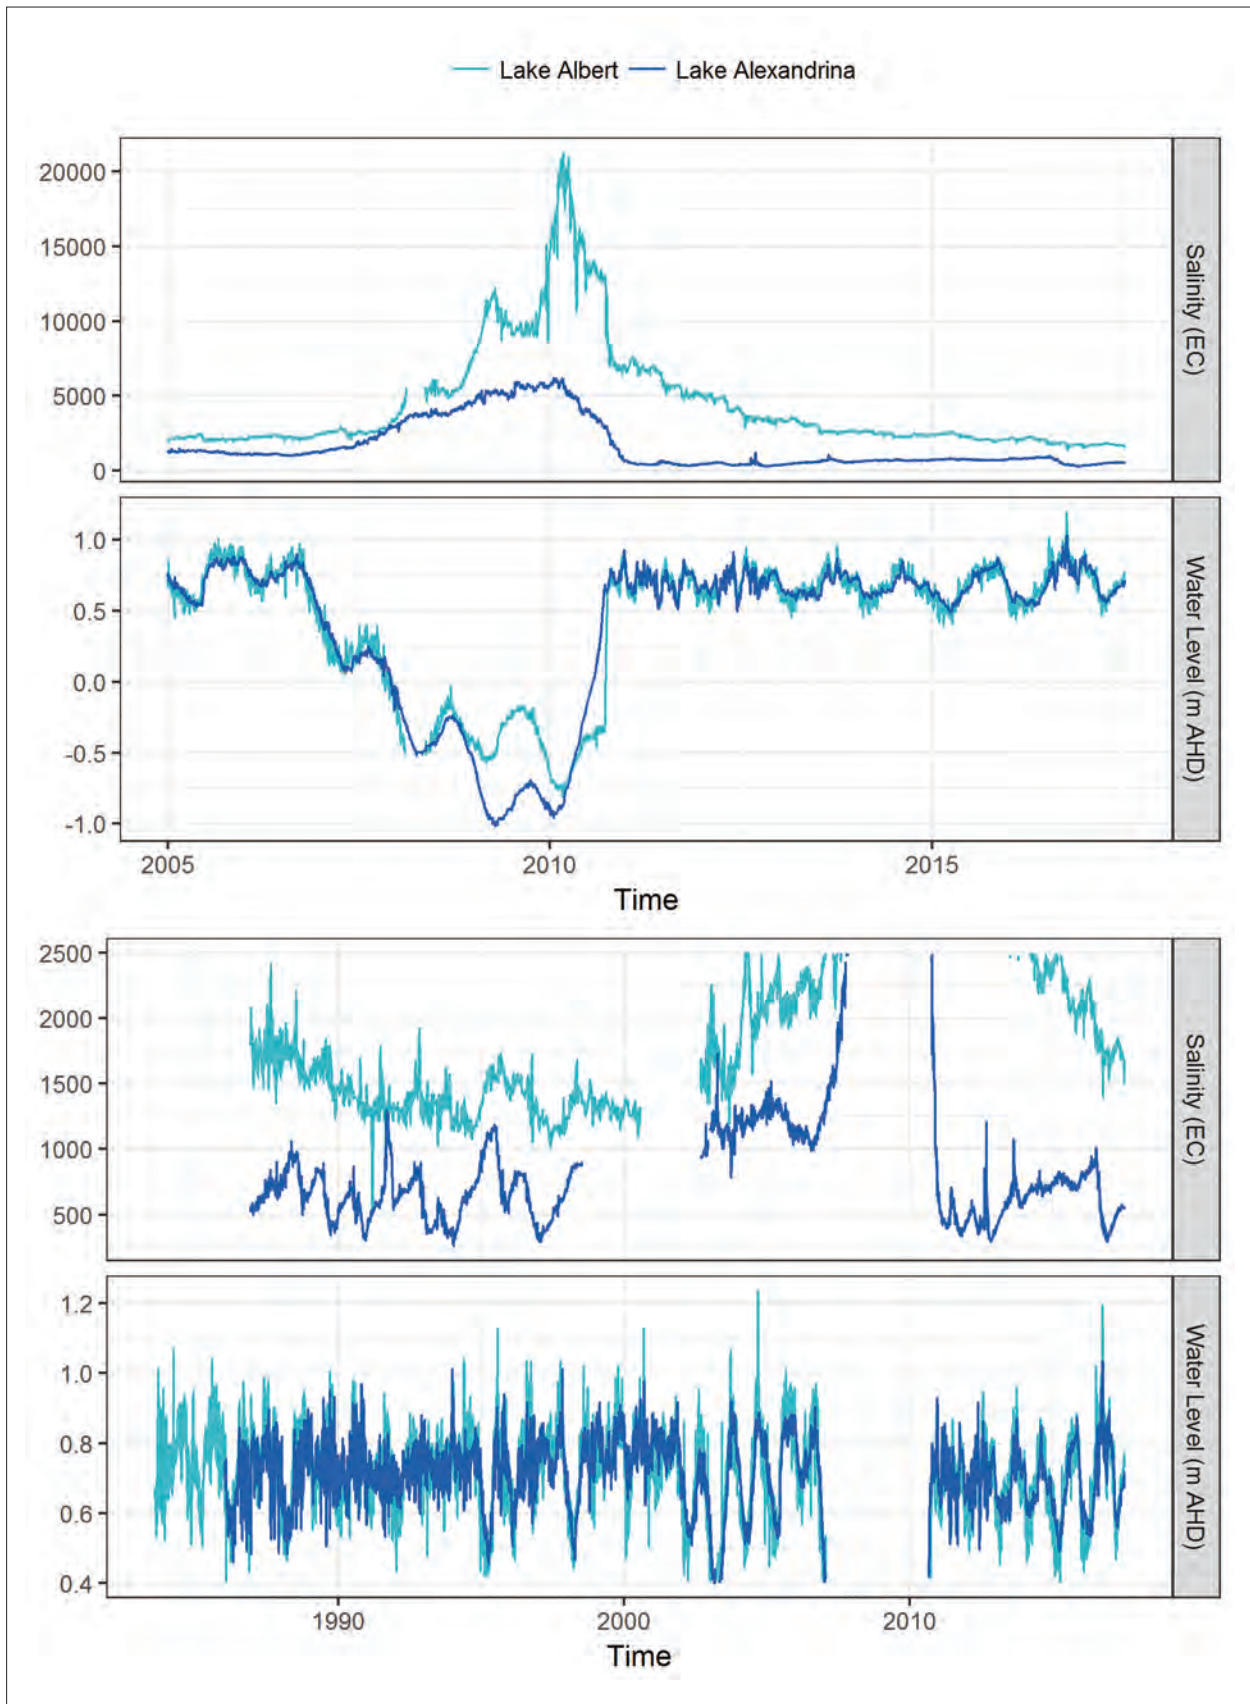 Lake Albert Lake Alexandrina
20000
15000
10000
5000
0
Salinity (EC)
1.0
0.5
0.0
-0.5
-1.0
Water Level (m AHD)
2005 2010 2015
Time
2500
2000
1500
1000
500
Salinity (EC)
1.2
1.0
0.8
0.6
0.4
Water Level (m AHD)
1990 2000 2010
Time